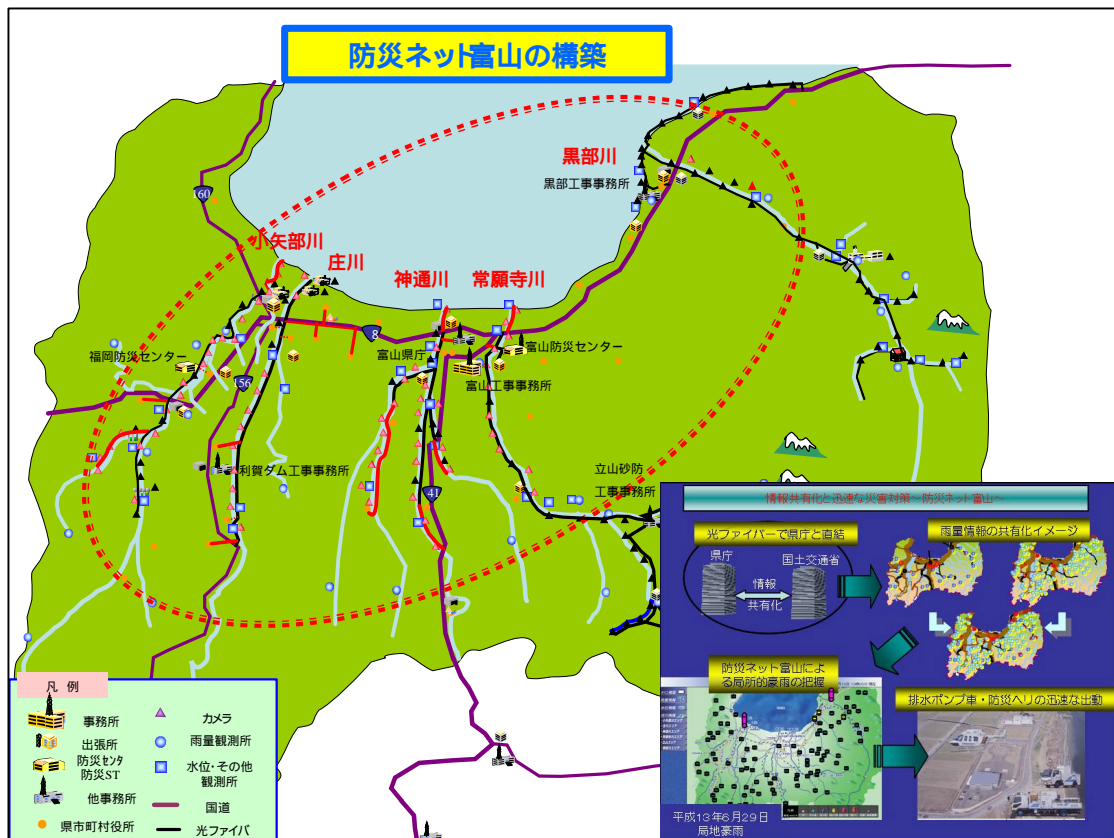 防災ネット富山の構築
黒部川
黒部工事事務所
160
小矢部川
庄川
神通川
常願寺川
8
富山県庁
富山防災センター
福岡防災センター
156
富山工事事務所
利賀ダム工事事務所
41
立山砂防
工事事務所
凡例
事務所
カメラ
出張所
雨量観測所
防災センタ
防災ST
水位・その他
観測所
他事務所
国道
県市町村役所
光ファイバ
情報共有化と迅速な災害対策~防災ネット富山~
光ファイバーで県庁と直結
雨量情報の共有化イメージ
県庁
国土交通省
情報
共有化
防災ネット富山によ
る局所的豪雨の把握
排水ポンプ車・防災ヘリの迅速な出動
平成13年6月29日
局地豪雨